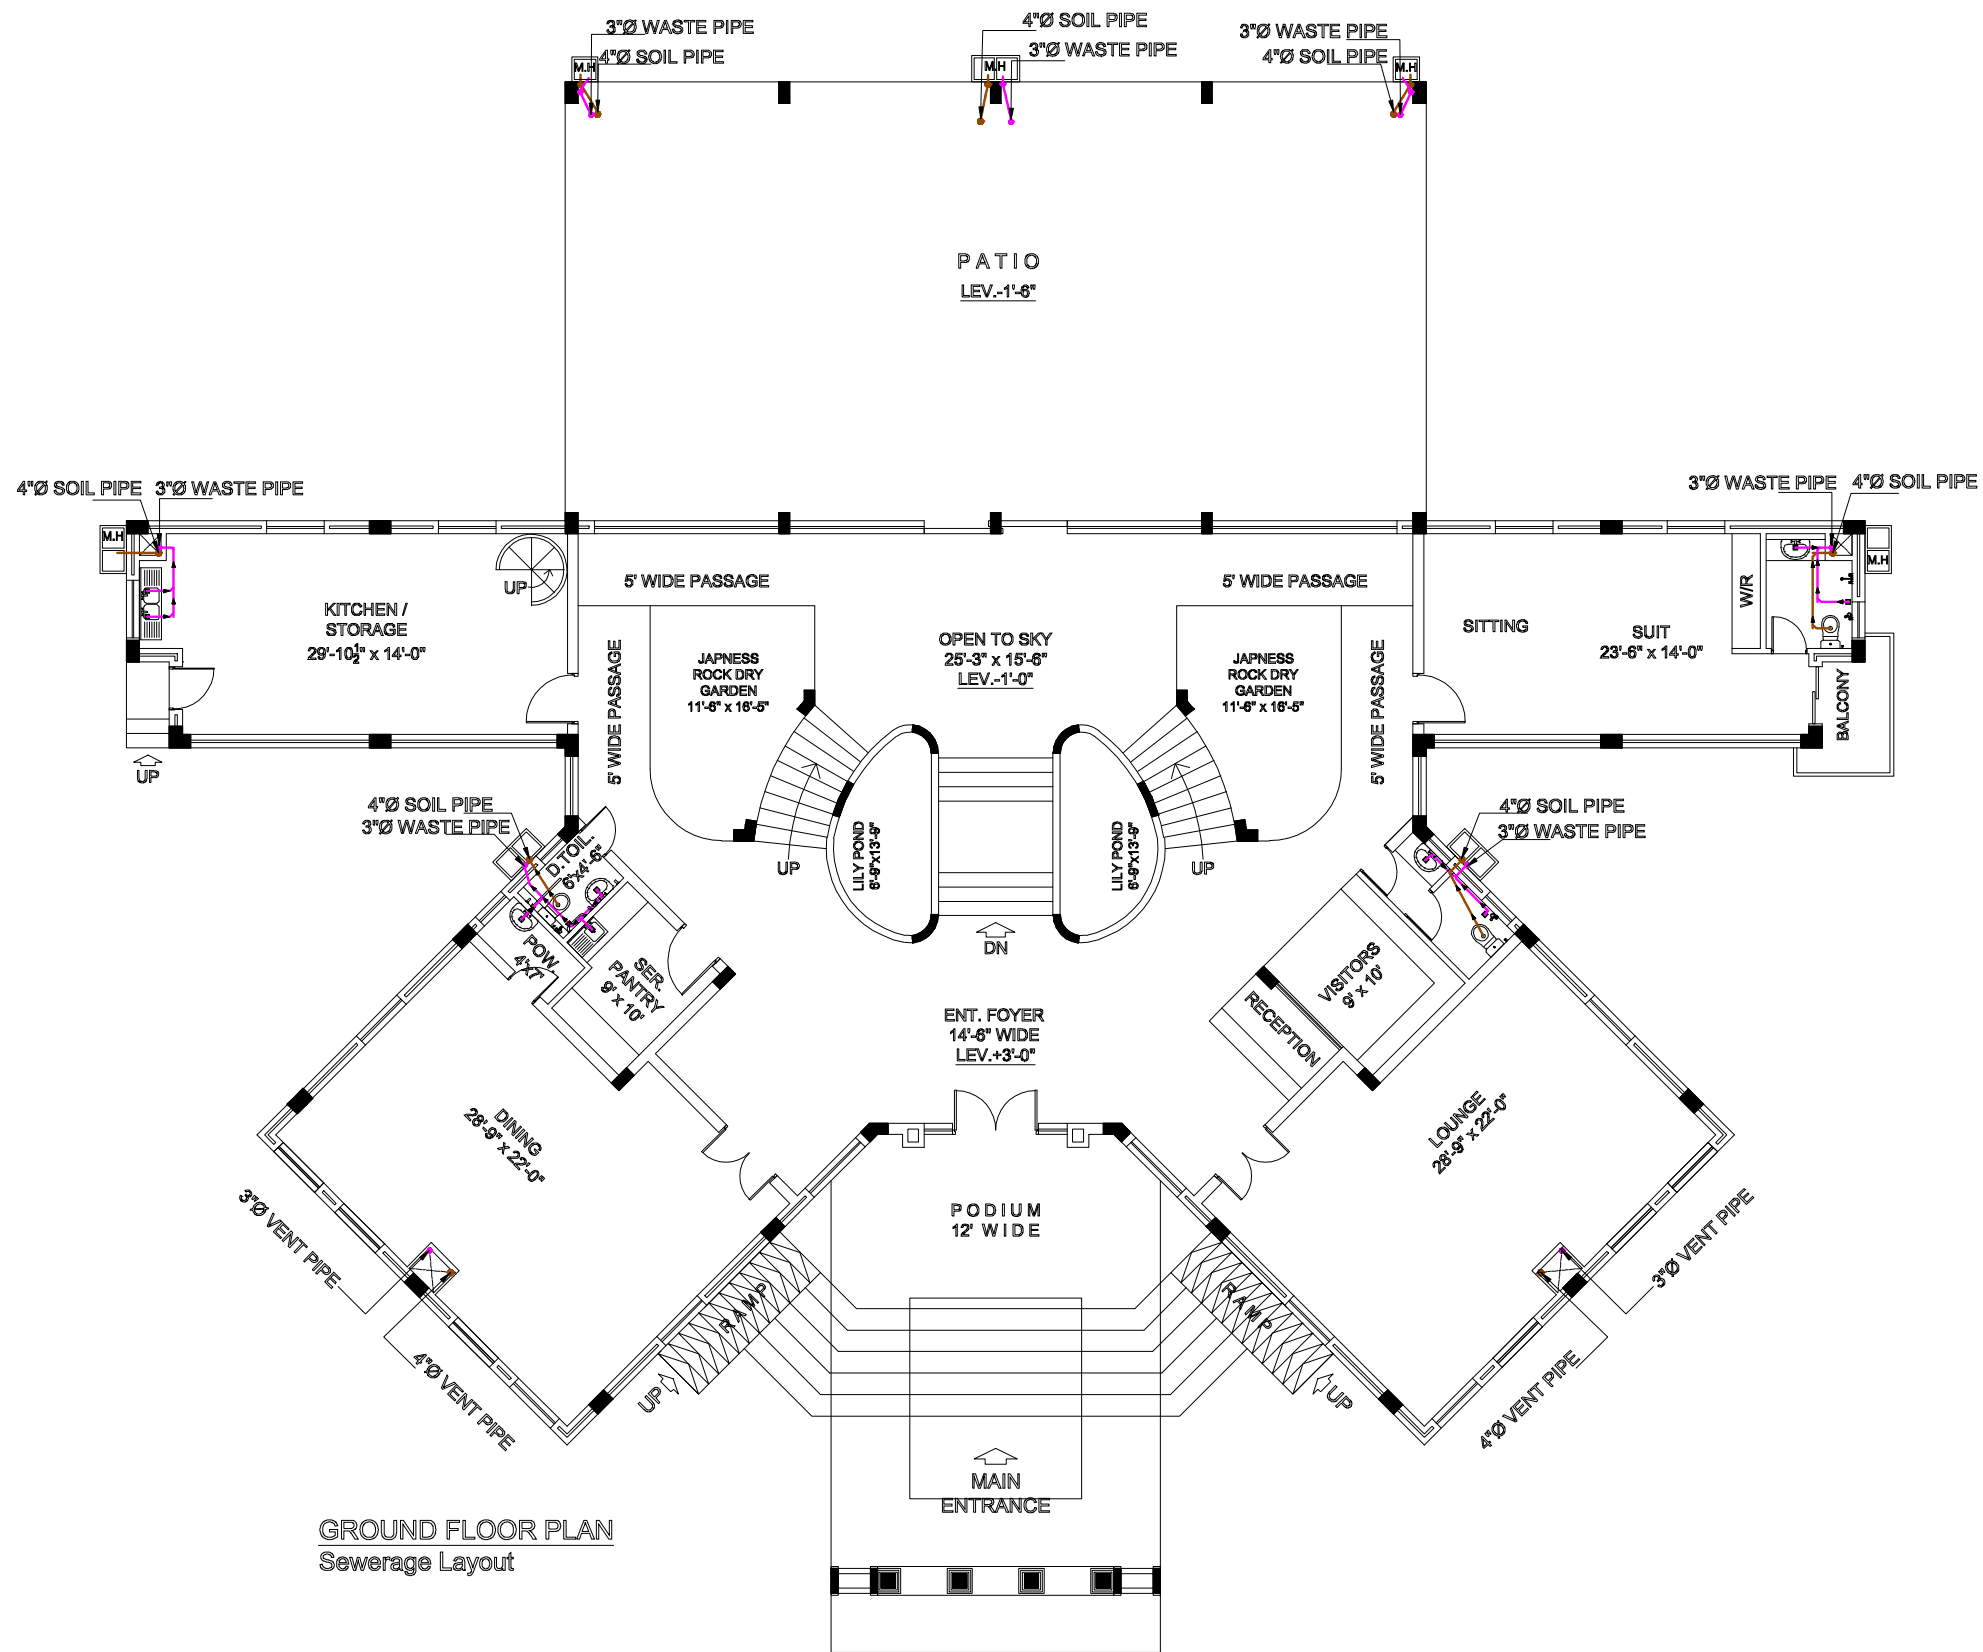 3"Ø WASTE PIPE
4"Ø SOIL PIPE
M.H
4"Ø SOIL PIPE
3"Ø WASTE PIPE
M.H
3"Ø WASTE PIPE
4"Ø SOIL PIPE
M.H
PATIO
LEV.-1'-6"
4"Ø SOIL PIPE
3"Ø WASTE PIPE
M.H
3"Ø WASTE PIPE
4"Ø SOIL PIPE
M.H
UP
KITCHEN /
STORAGE
29'-10½" x 14'-0"
UP
5' WIDE PASSAGE
5' WIDE PASSAGE
5' WIDE PASSAGE
5' WIDE PASSAGE
JAPNESS
ROCK DRY
GARDEN
11'-6" x 16'-5"
OPEN TO SKY
25'-3" x 15'-6"
LEV.-1'-0"
JAPNESS
ROCK DRY
GARDEN
11'-6" x 16'-5"
SITTING
SUIT
23'-6" x 14'-0"
W/R
BALCONY
4"Ø SOIL PIPE
3"Ø WASTE PIPE
4"Ø SOIL PIPE
3"Ø WASTE PIPE
UP
LILY POND
6'-9"x13'-9"
LILY POND
6'-9"x13'-9"
UP
DN
D.TOIL.
6'x4'-6"
POW.
4'x7'
SER.
PANTRY
9' x 10'
VISITORS
9' x 10'
RECEPTION
ENT. FOYER
14'-6" WIDE
LEV.+3'-0"
DINING
28'-9" x 22'-0"
LOUNGE
28'-9" x 22'-0"
PODIUM
12' WIDE
3"Ø VENT PIPE
4"Ø VENT PIPE
3"Ø VENT PIPE
4"Ø VENT PIPE
RAMP
UP
RAMP
UP
MAIN
ENTRANCE
GROUND FLOOR PLAN
Sewerage Layout